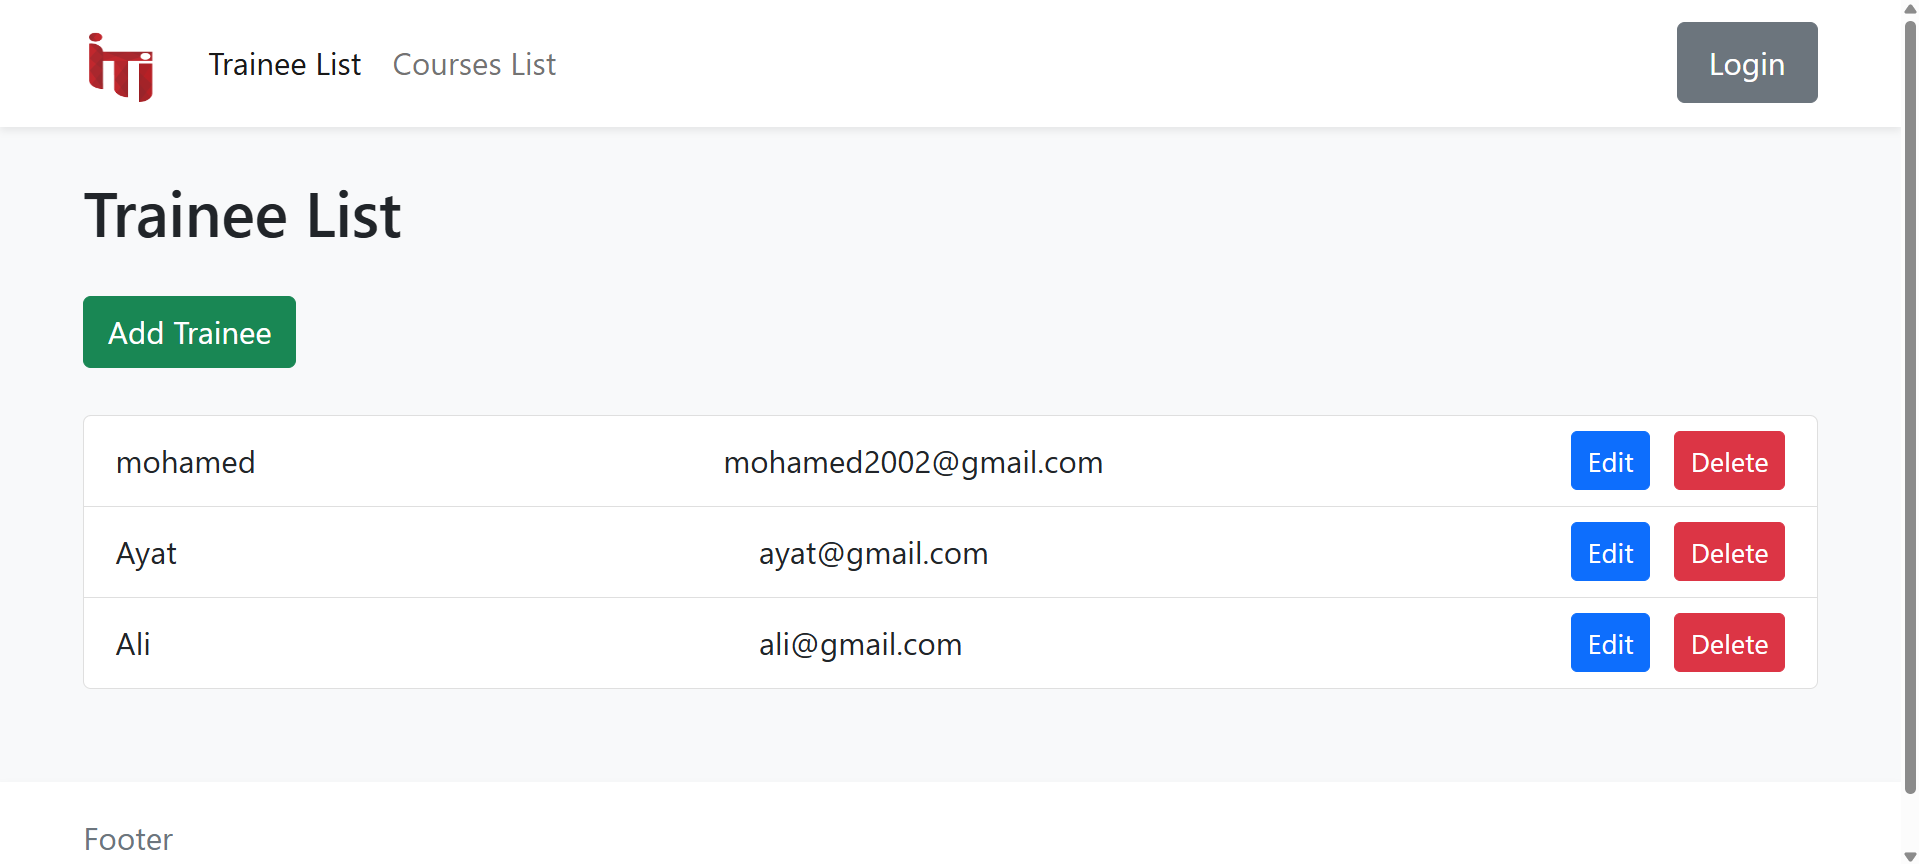 iTi Trainee List Courses List Login
Trainee List
Add Trainee
mohamed mohamed2002@gmail.com Edit Delete
Ayat ayat@gmail.com Edit Delete
Ali ali@gmail.com Edit Delete
Footer